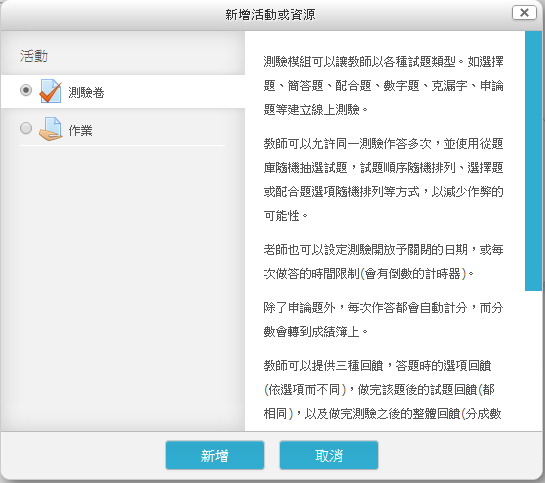 新增活動或資源
活動
測驗卷
作業
測驗模組可以讓教師以各種試題類型。如選擇
題、簡答題、配合題、數字題、克漏字、申論
題等建立線上測驗。
教師可以允許同一測驗作答多次，並使用從題
庫隨機抽選試題，試題順序隨機排列、選擇題
或配合題選項隨機排列等方式，以減少作弊的
可能性。
老師也可以設定測驗開放予關閉的日期，或每
次做答的時間限制(會有倒數的計時器)。
除了申論題外，每次作答都會自動計分，而分
數會轉到成績簿上。
教師可以提供三種回饋，答題時的選項回饋
(依選項而不同)，做完該題後的試題回饋(都
相同)，以及做完測驗之後的整體回饋(分成數
新增
取消